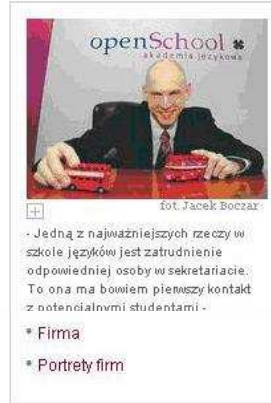 openSchool
akademia językowa
fot. Jacek Boczar
- Jedną z najważniejszych rzeczy w
szkole języków jest zatrudnienie
odpowiedniej osoby w sekretariacie.
To ona ma bowiem pierwszy kontakt
z potencjalnymi studentami -
* Firma
* Portrety firm